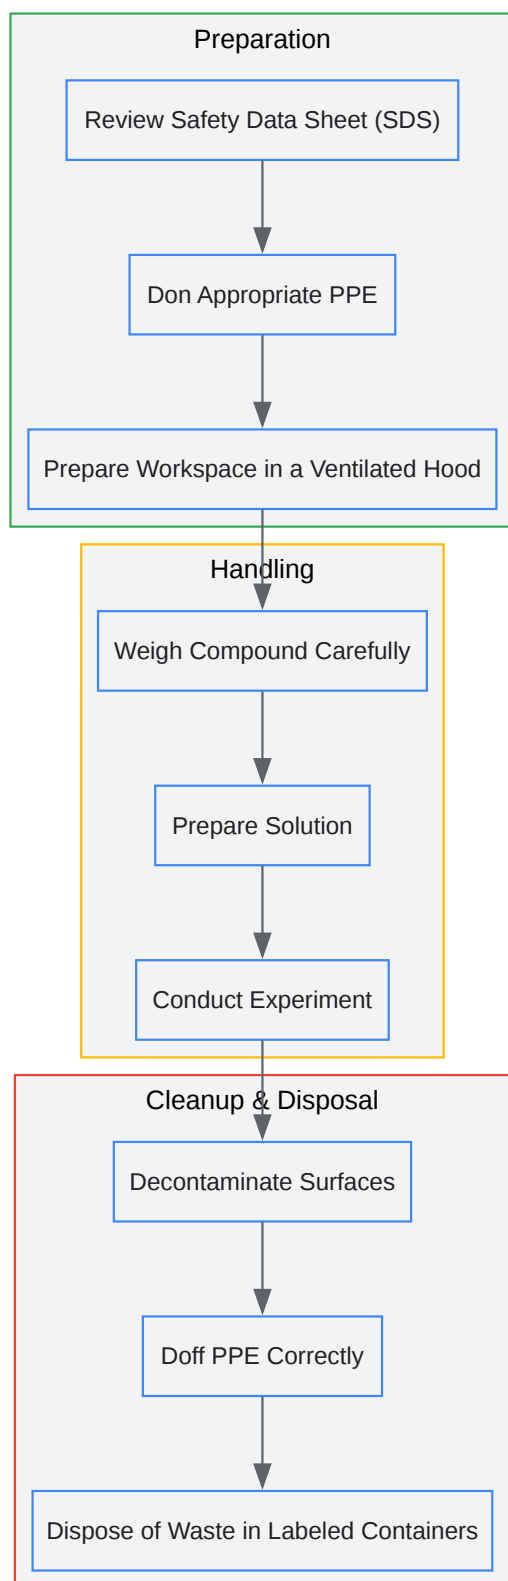 Preparation
Review Safety Data Sheet (SDS)
Don Appropriate PPE
Prepare Workspace in a Ventilated Hood
Handling
Weigh Compound Carefully
Prepare Solution
Conduct Experiment
Cleanup & Disposal
Decontaminate Surfaces
Doff PPE Correctly
Dispose of Waste in Labeled Containers